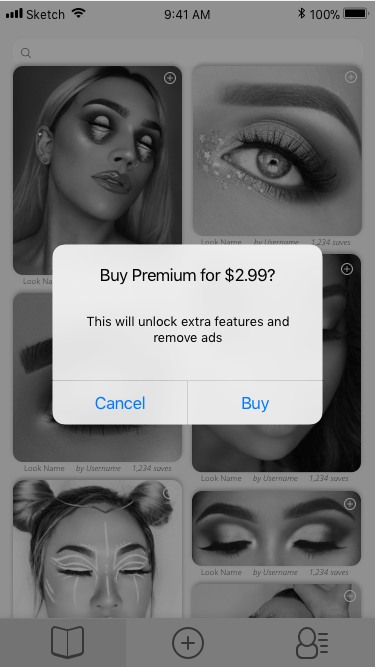 Sketch
9:41 AM
100%
Look Name by Username 1,234 saves
Look Na
Buy Premium for $2.99?
This will unlock extra features and
remove ads
Cancel
Buy
Look Name by Username 1,234 saves
Look Name by Username 1,234 saves
Look Name by Username 1,234 saves